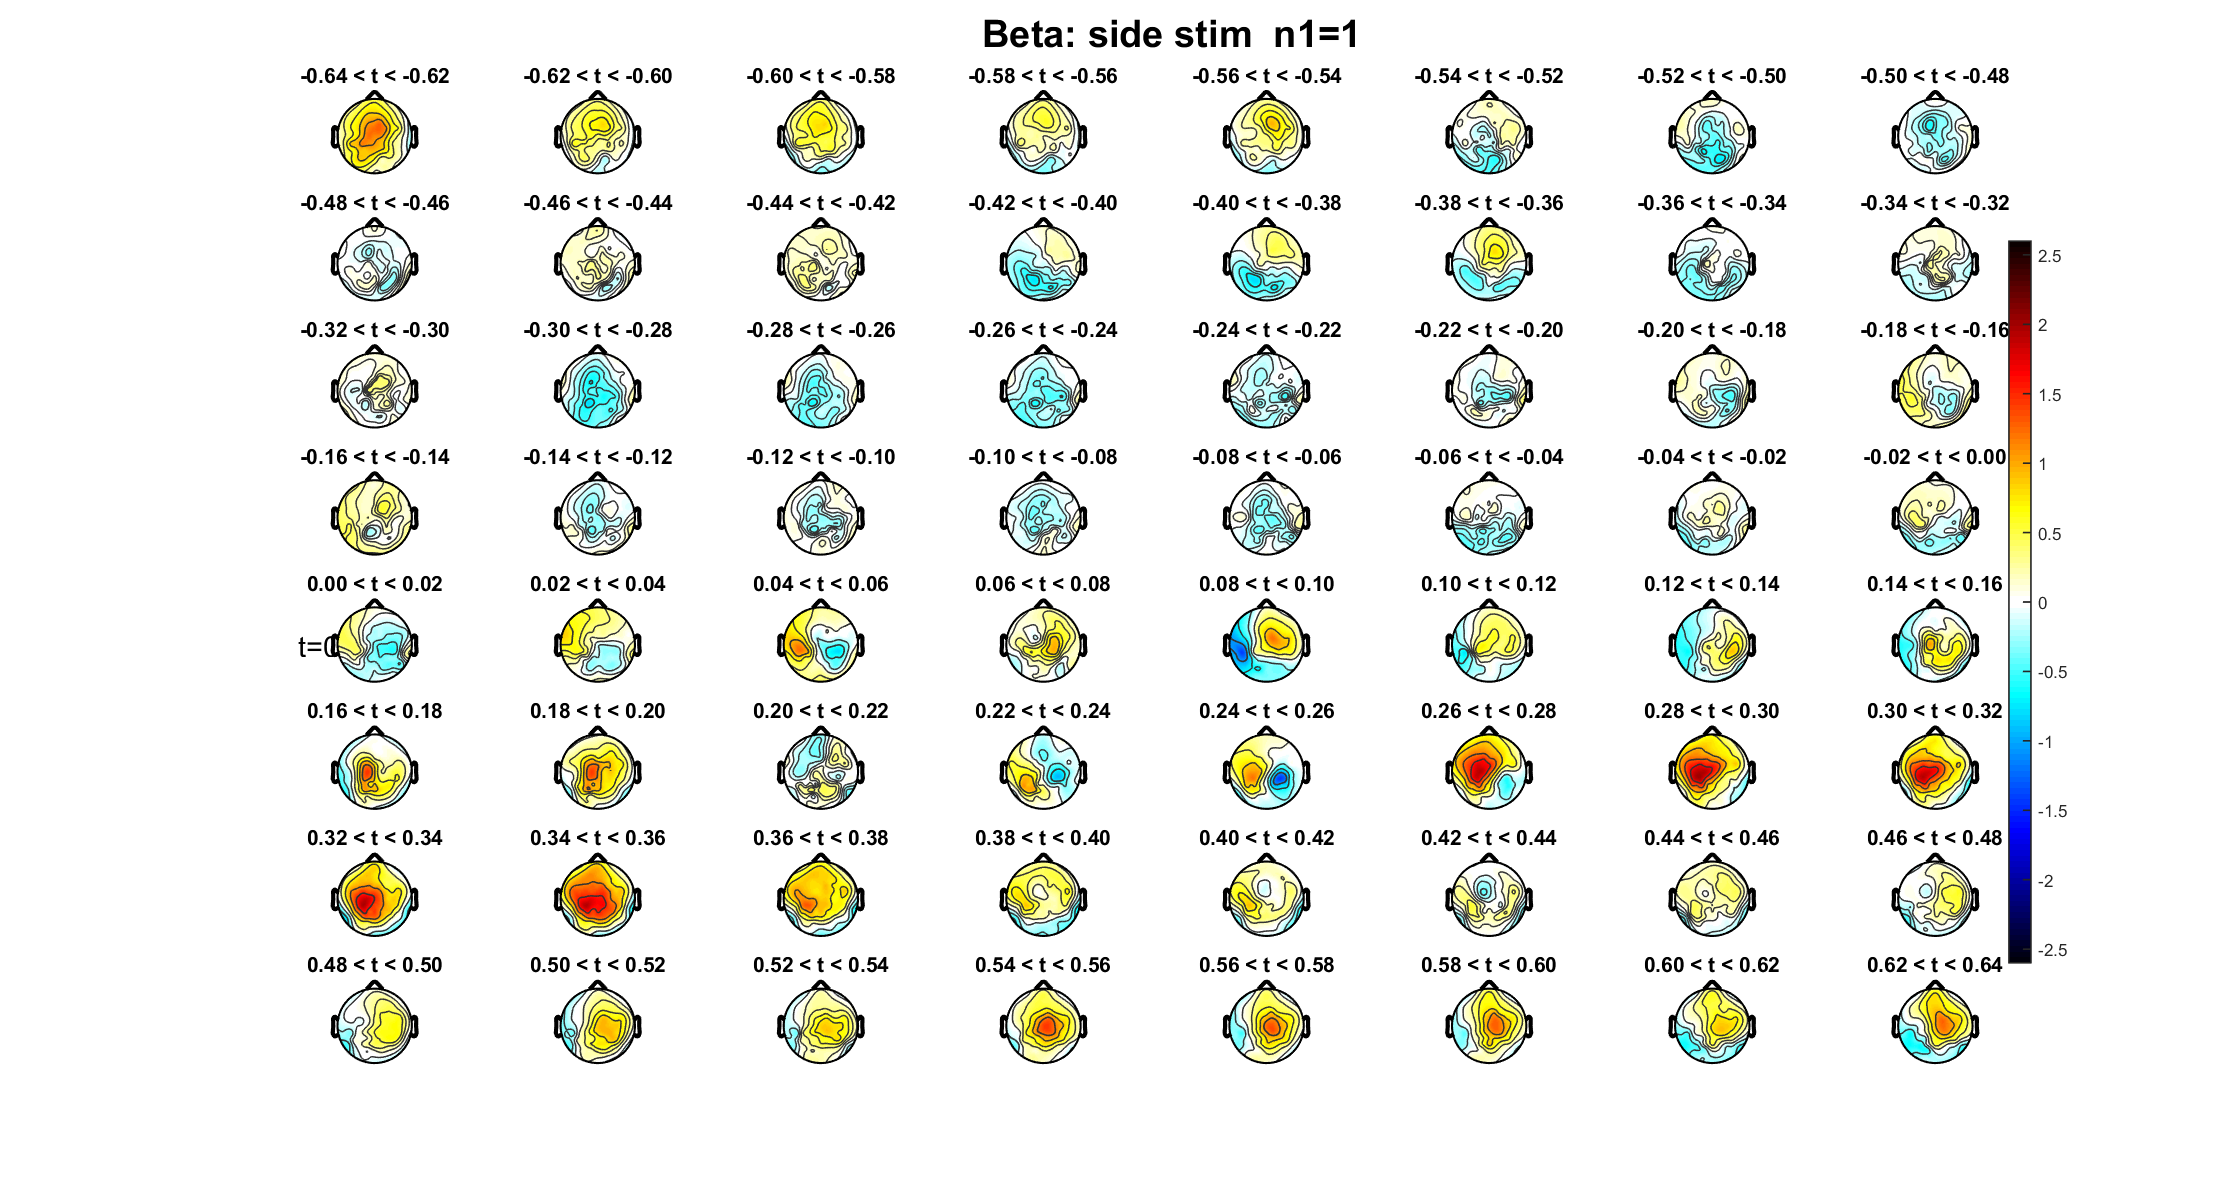 Beta: side stim  n1=1
-0.64 < t < -0.62
-0.62 < t < -0.60
-0.60 < t < -0.58
-0.58 < t < -0.56
-0.56 < t < -0.54
-0.54 < t < -0.52
-0.52 < t < -0.50
-0.50 < t < -0.48
-0.48 < t < -0.46
-0.46 < t < -0.44
-0.44 < t < -0.42
-0.42 < t < -0.40
-0.40 < t < -0.38
-0.38 < t < -0.36
-0.36 < t < -0.34
-0.34 < t < -0.32
-0.32 < t < -0.30
-0.30 < t < -0.28
-0.28 < t < -0.26
-0.26 < t < -0.24
-0.24 < t < -0.22
-0.22 < t < -0.20
-0.20 < t < -0.18
-0.18 < t < -0.16
-0.16 < t < -0.14
-0.14 < t < -0.12
-0.12 < t < -0.10
-0.10 < t < -0.08
-0.08 < t < -0.06
-0.06 < t < -0.04
-0.04 < t < -0.02
-0.02 < t < 0.00
0.00 < t < 0.02
0.02 < t < 0.04
0.04 < t < 0.06
0.06 < t < 0.08
0.08 < t < 0.10
0.10 < t < 0.12
0.12 < t < 0.14
0.14 < t < 0.16
t=0
0.16 < t < 0.18
0.18 < t < 0.20
0.20 < t < 0.22
0.22 < t < 0.24
0.24 < t < 0.26
0.26 < t < 0.28
0.28 < t < 0.30
0.30 < t < 0.32
0.32 < t < 0.34
0.34 < t < 0.36
0.36 < t < 0.38
0.38 < t < 0.40
0.40 < t < 0.42
0.42 < t < 0.44
0.44 < t < 0.46
0.46 < t < 0.48
0.48 < t < 0.50
0.50 < t < 0.52
0.52 < t < 0.54
0.54 < t < 0.56
0.56 < t < 0.58
0.58 < t < 0.60
0.60 < t < 0.62
0.62 < t < 0.64
2.5
2
1.5
1
0.5
0
-0.5
-1
-1.5
-2
-2.5